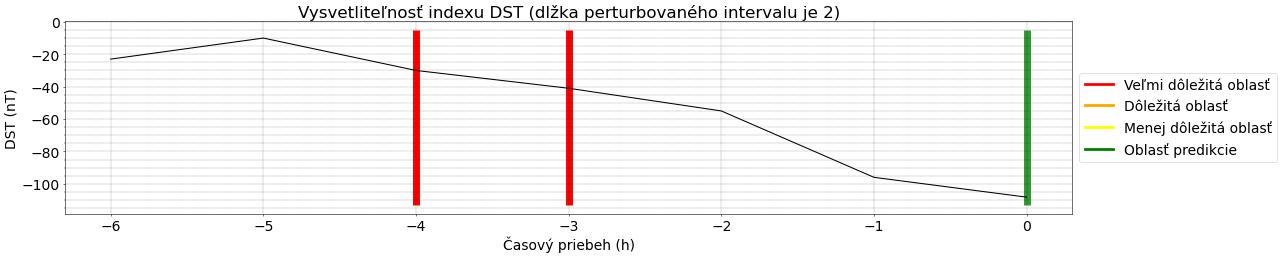 Vysvetliteľnosť indexu DST (dĺžka perturbovaného intervalu je 2)
DST (nT)
0
−20
−40
−60
−80
−100
−6
−5
−4
−3
−2
−1
0
Časový priebeh (h)
Veľmi dôležitá oblasť
Dôležitá oblasť
Menej dôležitá oblasť
Oblasť predikcie